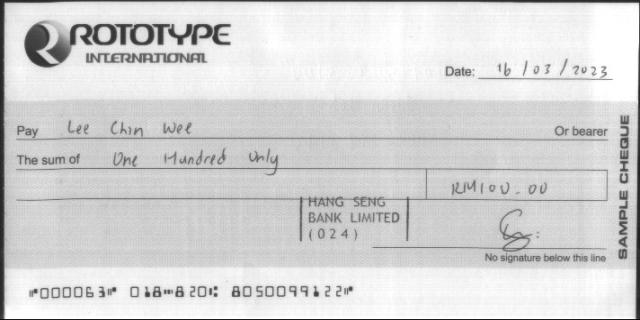 ROTOTYPE
INTERNATIONAL
Date: 16 / 03 / 2023
Pay Lee Chin Wee Or bearer
The sum of One Hundred Only
RM100.00
HANG SENG
BANK LIMITED
(024)
No signature below this line
SAMPLE CHEQUE
⑈000063⑈ 018⑉820⑆ 8050099122⑈